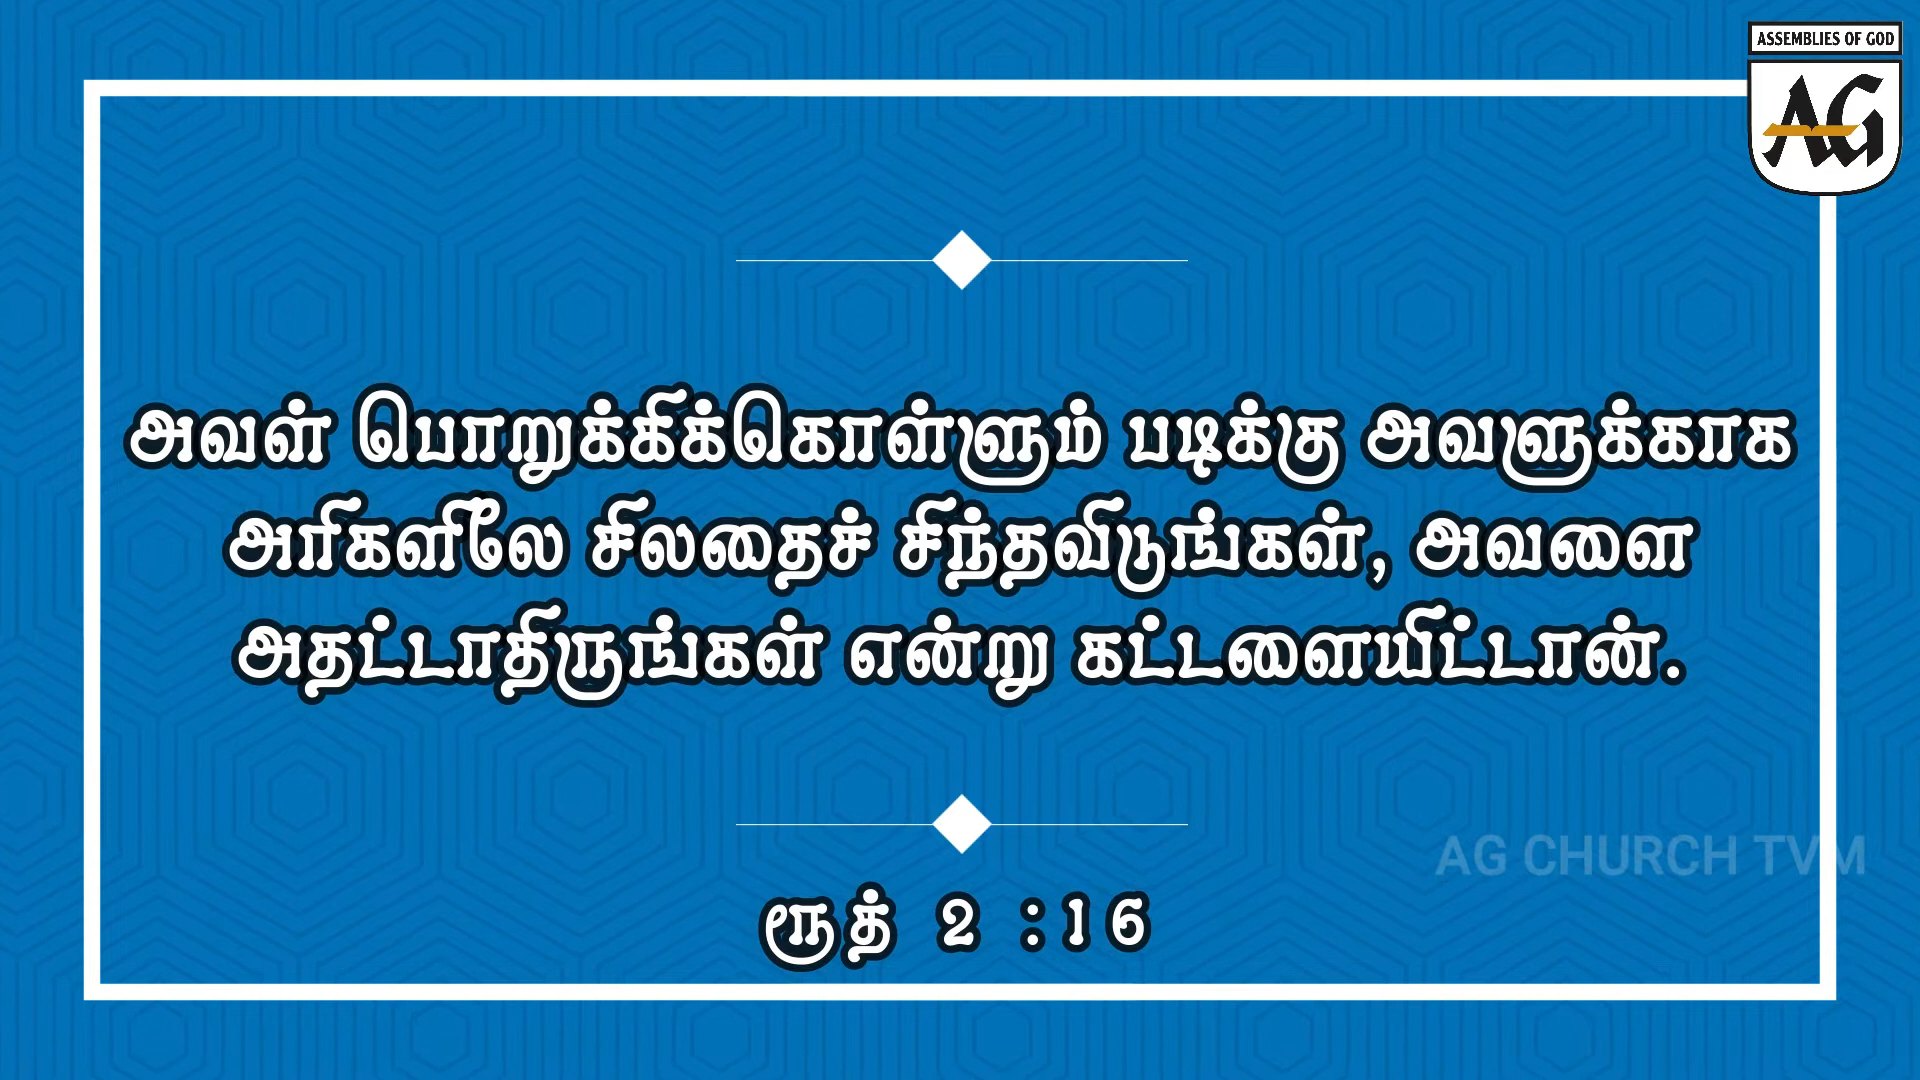 ASSEMBLIES OF GOD
AG
அவள் பொறுக்கிக்கொள்ளும் படிக்கு அவளுக்காக
அரிகளிலே சிலதைச் சிந்தவிடுங்கள், அவளை
அதட்டாதிருங்கள் என்று கட்டளையிட்டான்.
AG CHURCH TVM
ரூத் 2 :16